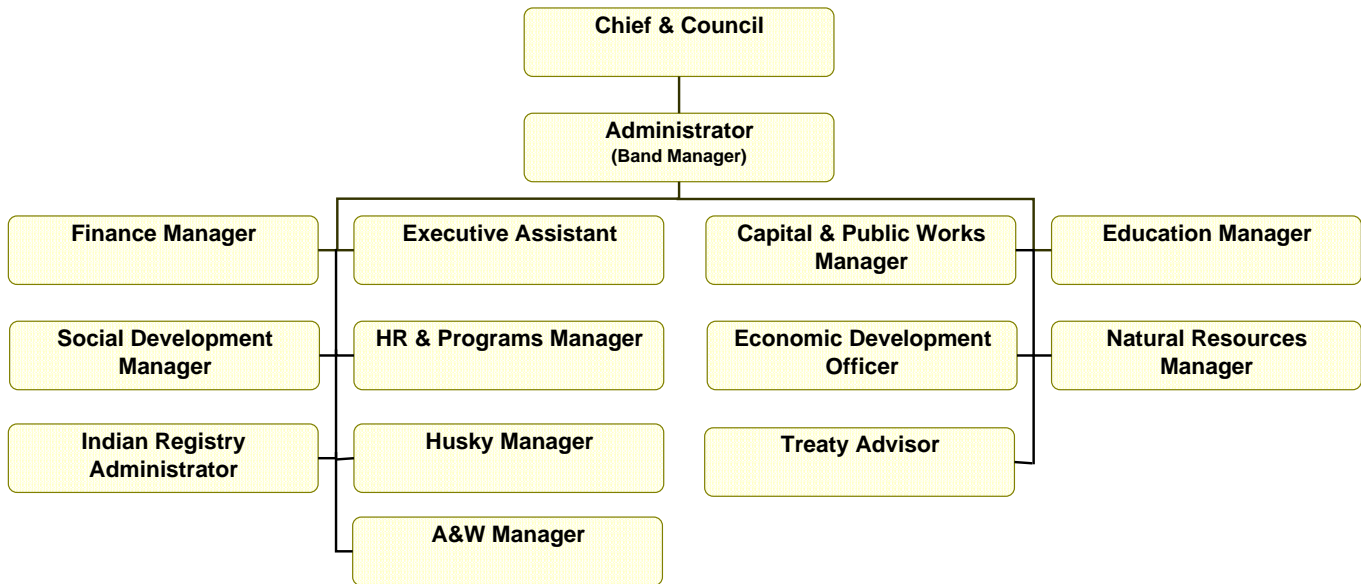 Chief & Council
Administrator
(Band Manager)
Finance Manager
Executive Assistant
Capital & Public Works
Manager
Education Manager
Social Development
Manager
HR & Programs Manager
Economic Development
Officer
Natural Resources
Manager
Indian Registry
Administrator
Husky Manager
Treaty Advisor
A&W Manager